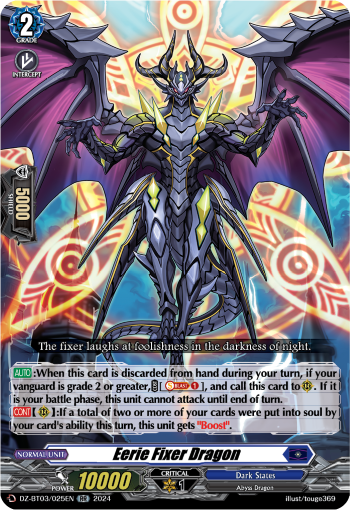 2
GRADE
INTERCEPT
5000
SHIELD
The fixer laughs at foolishness in the darkness of night.
AUTO:When this card is discarded from hand during your turn, if your
vanguard is grade 2 or greater, [ 1 ], and call this card to . If it
is your battle phase, this unit cannot attack until end of turn.
CONT[ ]:If a total of two or more of your cards were put into soul by
your card's ability this turn, this unit gets "Boost".
NORMAL UNIT
Eerie Fixer Dragon
POWER
10000
CRITICAL
1
Dark States
Abyss Dragon
DZ-BT03/025EN RR 2024
illust/touge369